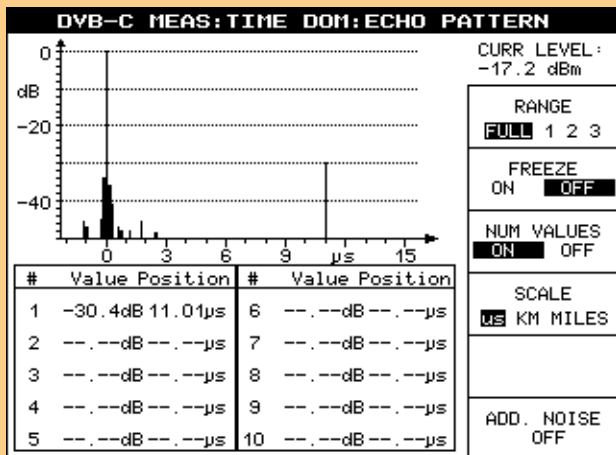 DVB-C MEAS:TIME DOM:ECHO PATTERN
0
dB
-20
-40
0 3 6 9 µs 15
CURR LEVEL:
-17.2 dBm
RANGE
FULL 1 2 3
FREEZE
ON OFF
NUM VALUES
ON OFF
SCALE
us KM MILES
ADD. NOISE
OFF
# Value Position # Value Position
1 -30.4dB 11.01µs 6 --.--dB --.--µs
2 --.--dB --.--µs 7 --.--dB --.--µs
3 --.--dB --.--µs 8 --.--dB --.--µs
4 --.--dB --.--µs 9 --.--dB --.--µs
5 --.--dB --.--µs 10 --.--dB --.--µs